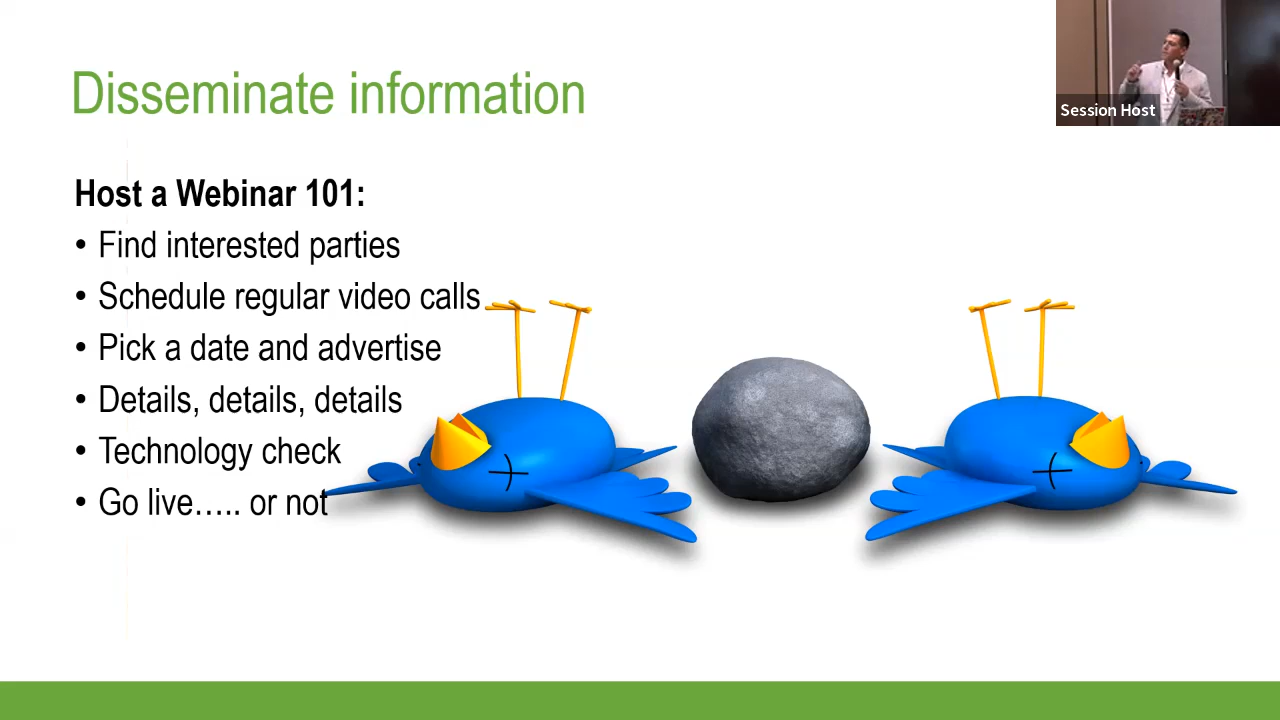 Disseminate information
Session Host
Host a Webinar 101:
• Find interested parties
• Schedule regular video calls
• Pick a date and advertise
• Details, details, details
• Technology check
• Go live….. or not